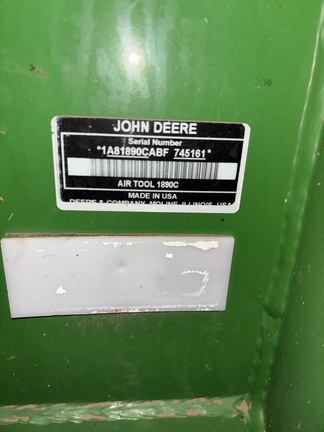 JOHN DEERE
Serial Number
*1A81890CABF 745161*
AIR TOOL 1890C
MADE IN USA
DEERE & COMPANY MOLINE, ILLINOIS, USA